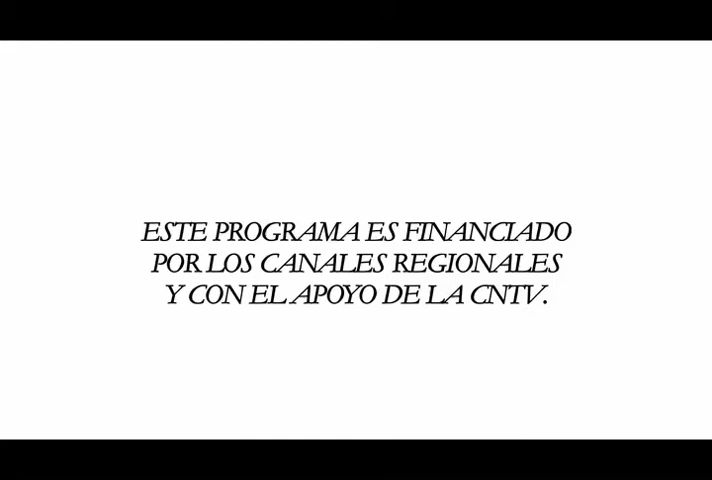 ESTE PROGRAMA ES FINANCIADO
POR LOS CANALES REGIONALES
Y CON EL APOYO DE LA CNTV.